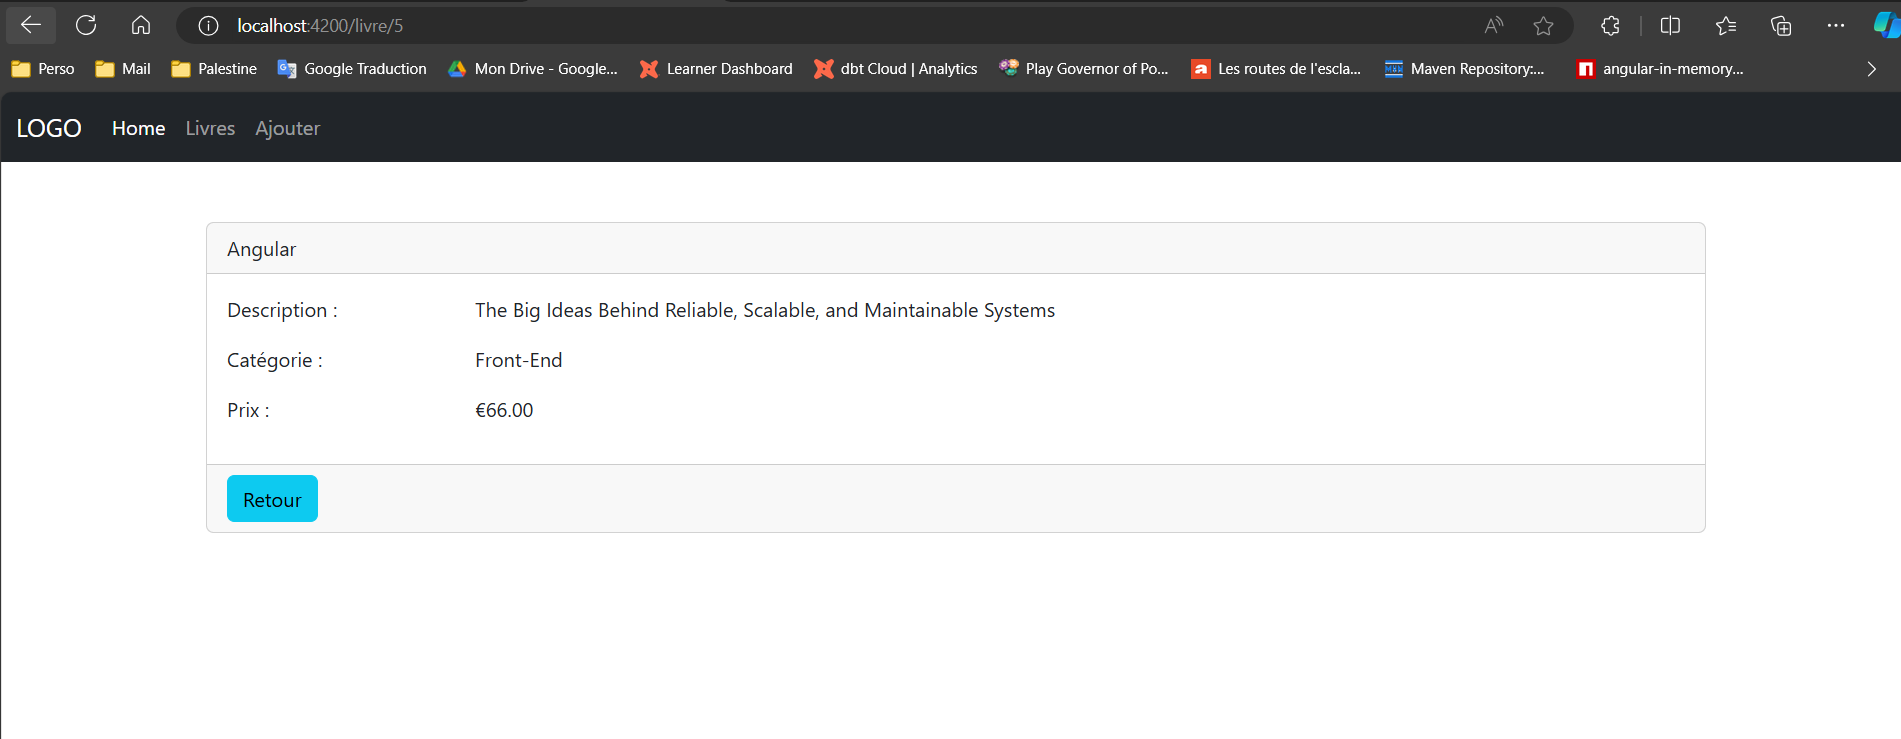 localhost:4200/livre/5
Perso Mail Palestine Google Traduction Mon Drive - Google... Learner Dashboard dbt Cloud | Analytics Play Governor of Po... Les routes de l'escla... Maven Repository:... angular-in-memory...
LOGO Home Livres Ajouter
Angular
Description : The Big Ideas Behind Reliable, Scalable, and Maintainable Systems
Catégorie : Front-End
Prix : €66.00
Retour